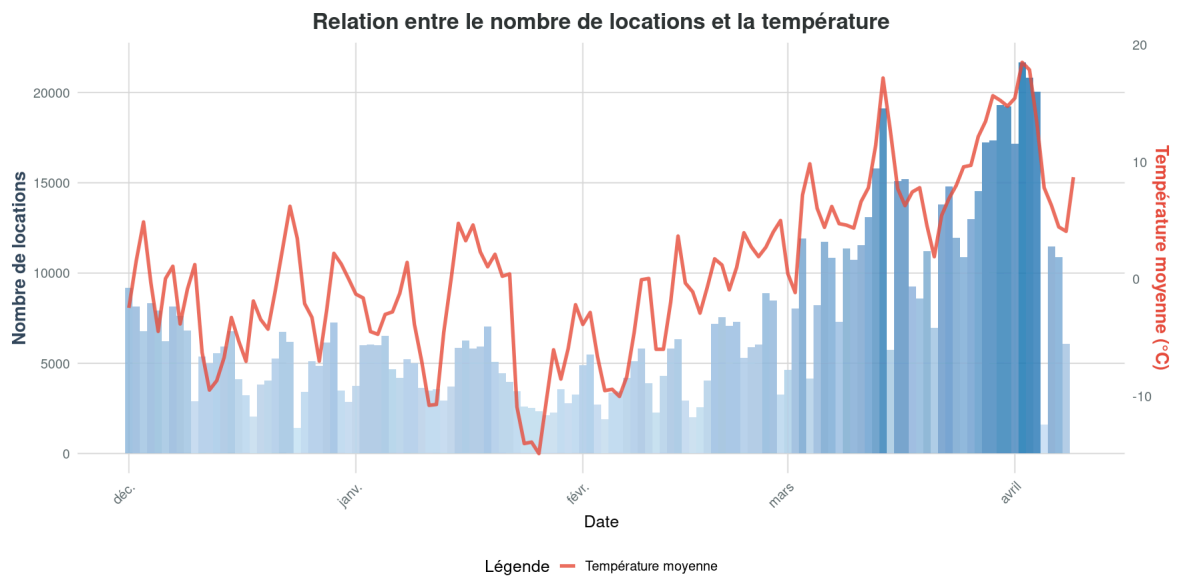 Relation entre le nombre de locations et la température
Nombre de locations
20000
15000
10000
5000
0
20
10
0
-10
Température moyenne (°C)
déc.
janv.
févr.
mars
avril
Date
Légende
Température moyenne